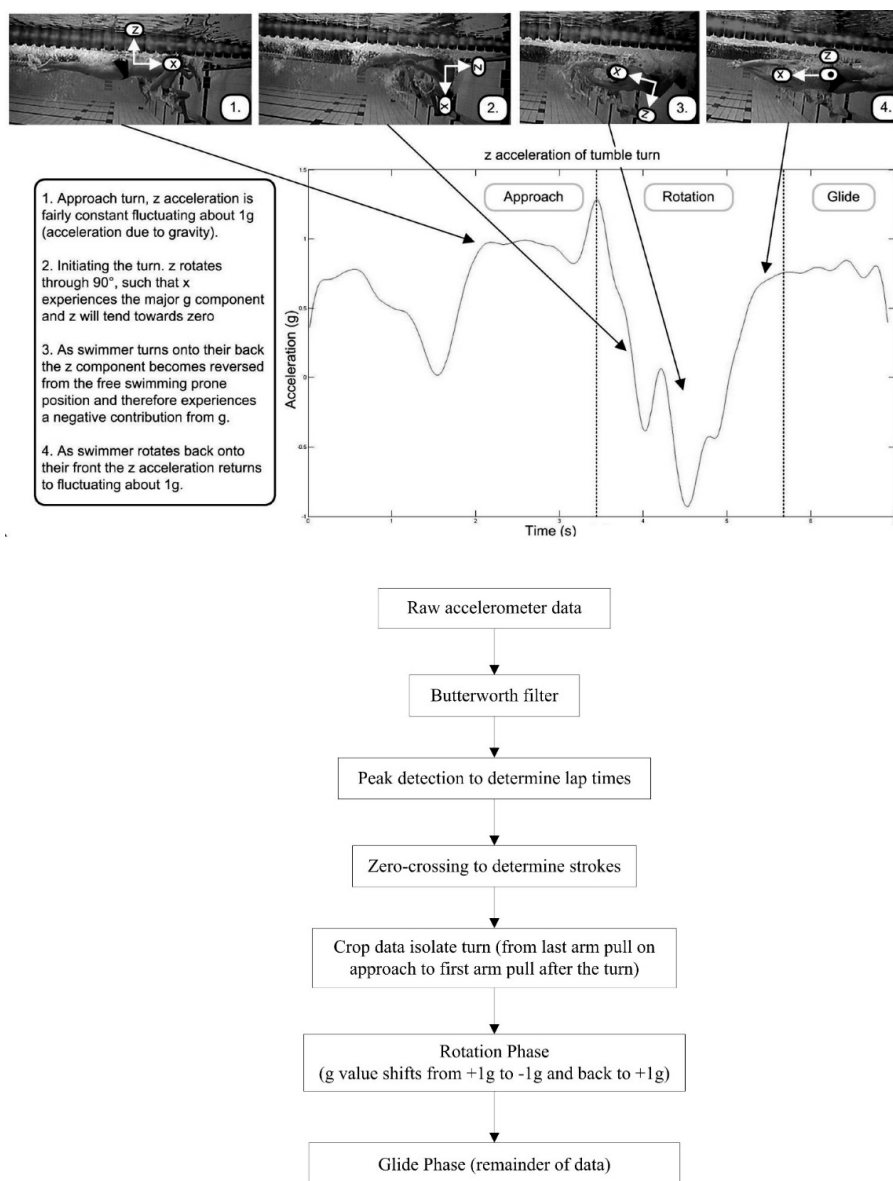 z
x
1.
z
x
2.
x
z
3.
z
x
4.
z acceleration of tumble turn
1. Approach turn, z acceleration is
fairly constant fluctuating about 1g
(acceleration due to gravity).
2. Initiating the turn. z rotates
through 90°, such that x
experiences the major g component
and z will tend towards zero
3. As swimmer turns onto their back
the z component becomes reversed
from the free swimming prone
position and therefore experiences
a negative contribution from g.
4. As swimmer rotates back onto
their front the z acceleration returns
to fluctuating about 1g.
Approach
Rotation
Glide
Acceleration (g)
1.5
1
0.5
0
-0.5
-1
0
1
2
3
4
5
6
Time (s)
Raw accelerometer data
Butterworth filter
Peak detection to determine lap times
Zero-crossing to determine strokes
Crop data isolate turn (from last arm pull on
approach to first arm pull after the turn)
Rotation Phase
(g value shifts from +1g to -1g and back to +1g)
Glide Phase (remainder of data)